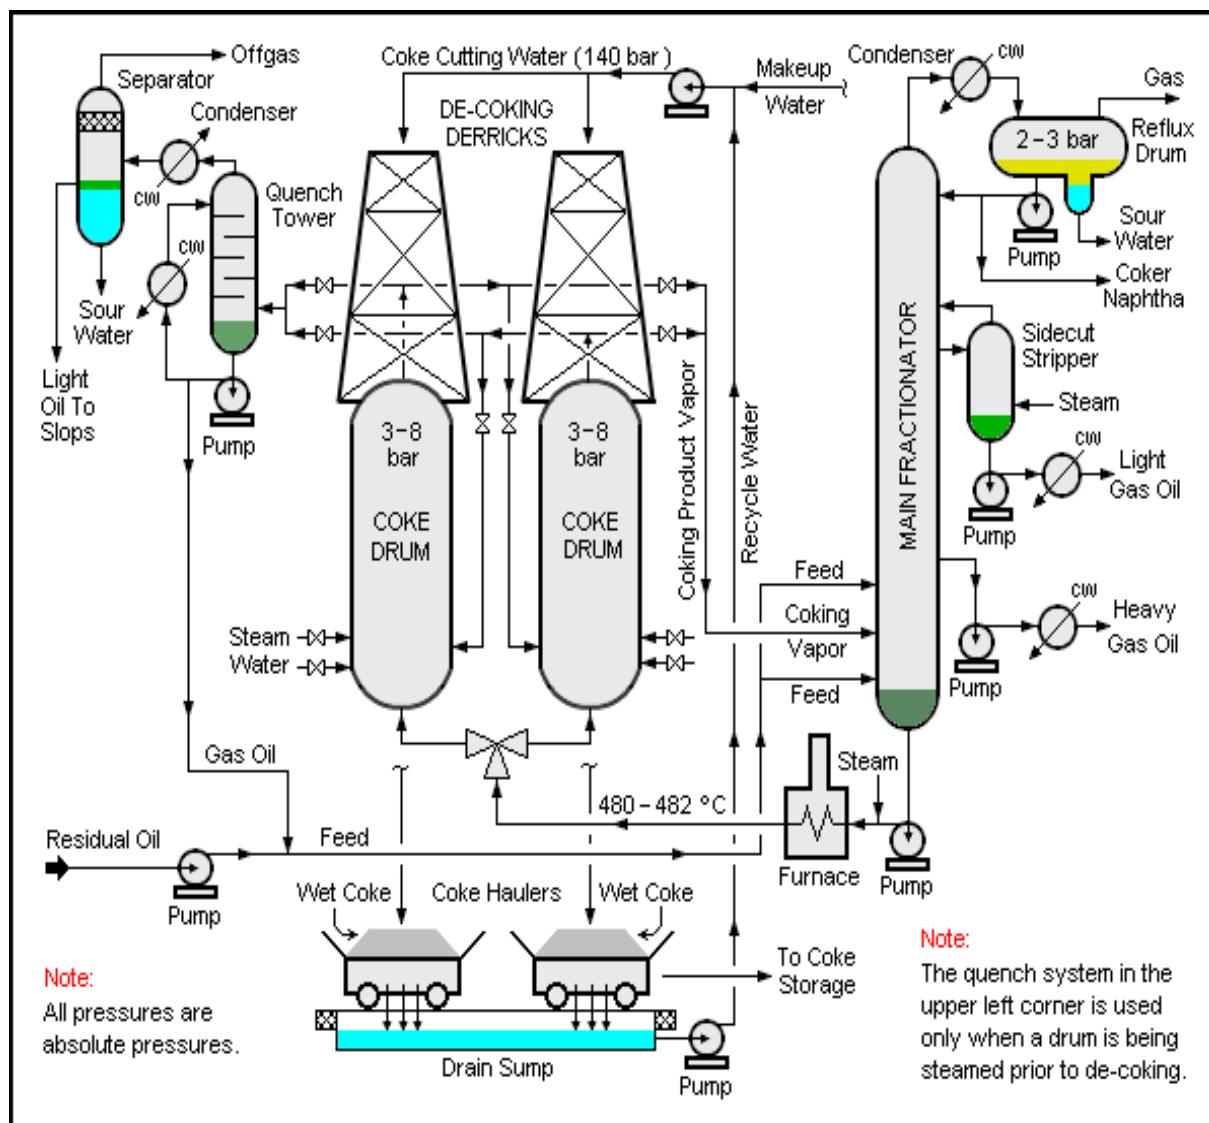 Offgas
Separator
Condenser
CW
CW
Quench
Tower
Sour
Water
Light
Oil To
Slops
Pump
Coke Cutting Water (140 bar )
DE-COKING
DERRICKS
Makeup
Water
Condenser
CW
Gas
2–3 bar
Reflux
Drum
Pump
Sour
Water
Coker
Naphtha
Sidecut
Stripper
Steam
CW
Light
Gas Oil
Pump
MAIN FRACTIONATOR
3–8
bar
COKE
DRUM
3–8
bar
COKE
DRUM
Coking Product Vapor
Recycle Water
Feed
Coking
Vapor
Feed
CW
Heavy
Gas Oil
Pump
Steam
Water
Gas Oil
Steam
480–482 °C
Residual Oil
Pump
Feed
Furnace
Pump
Wet Coke
Coke Haulers
Wet Coke
To Coke
Storage
Drain Sump
Pump
Note:
All pressures are
absolute pressures.
Note:
The quench system in the
upper left corner is used
only when a drum is being
steamed prior to de-coking.